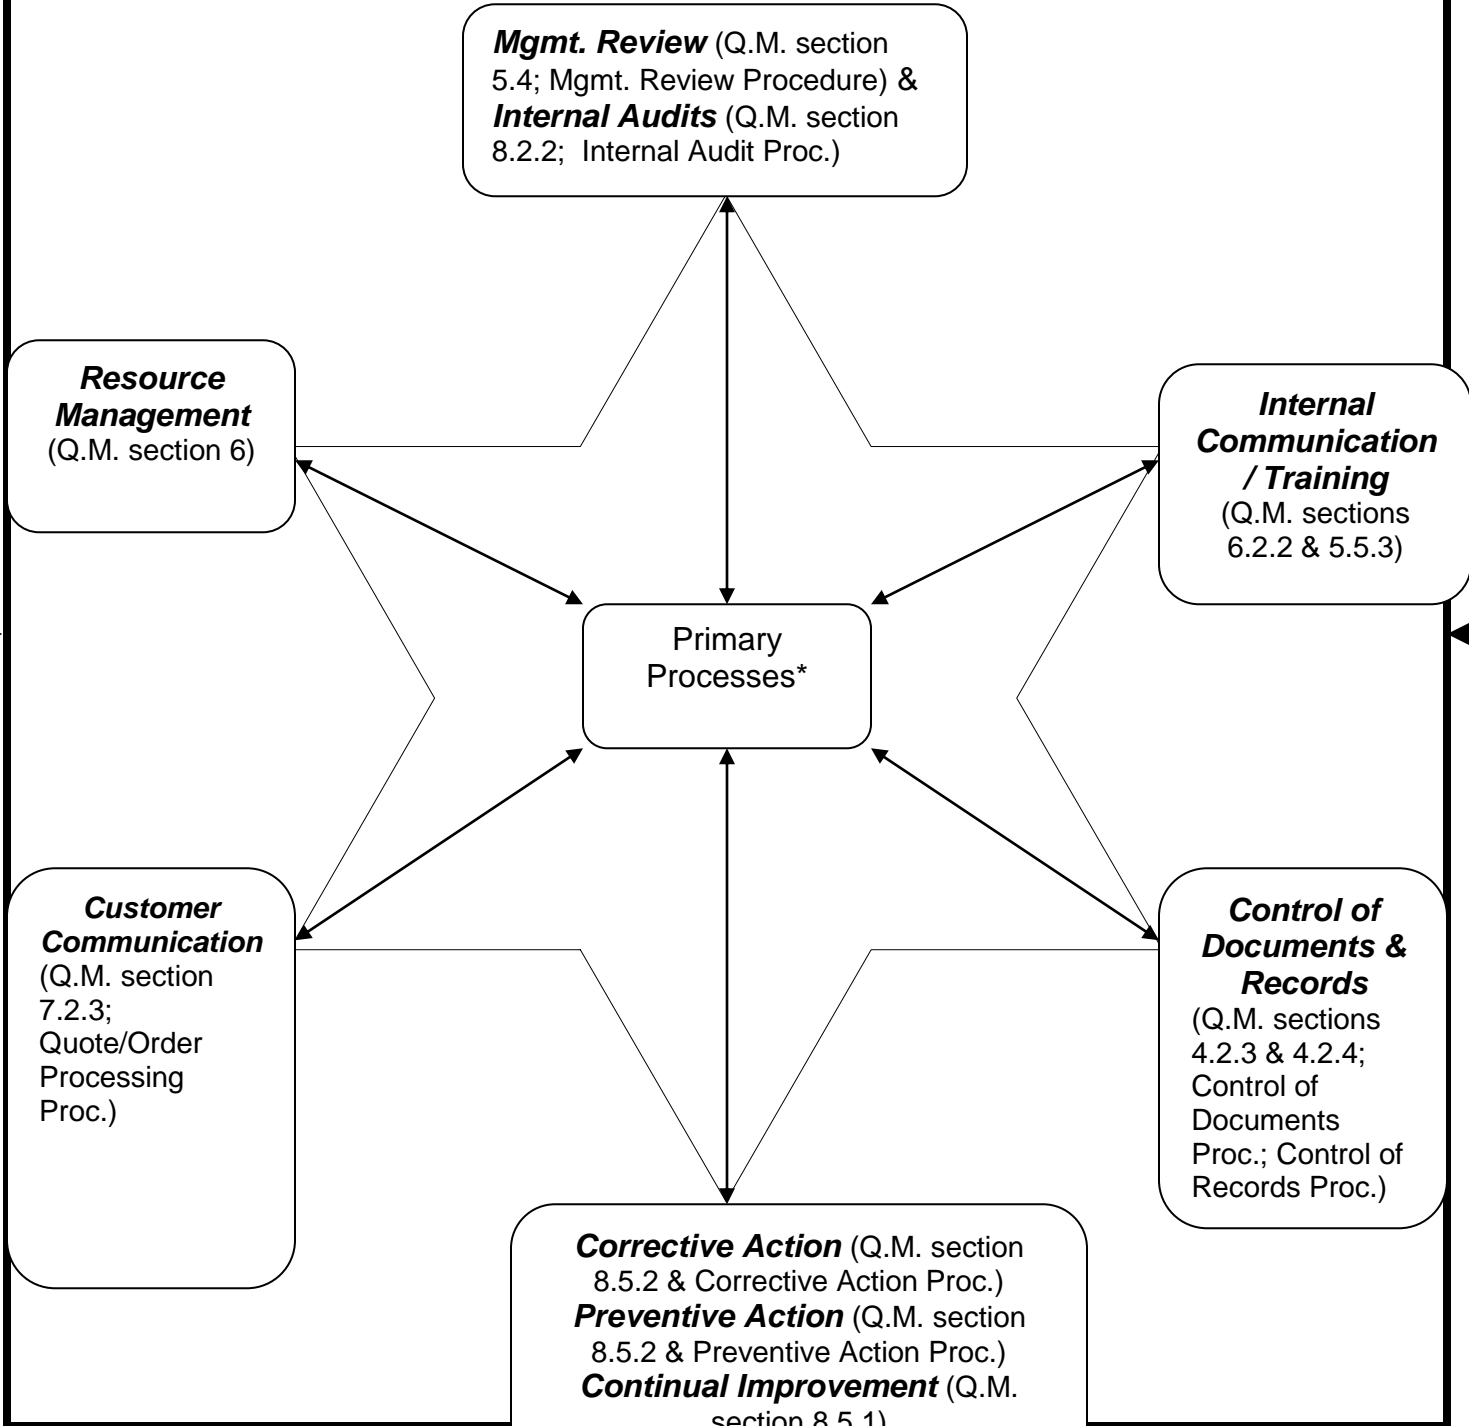 Mgmt. Review (Q.M. section
5.4; Mgmt. Review Procedure) &
Internal Audits (Q.M. section
8.2.2; Internal Audit Proc.)
Resource
Management
(Q.M. section 6)
Internal
Communication
/ Training
(Q.M. sections
6.2.2 & 5.5.3)
Primary
Processes*
Customer
Communication
(Q.M. section
7.2.3;
Quote/Order
Processing
Proc.)
Control of
Documents &
Records
(Q.M. sections
4.2.3 & 4.2.4;
Control of
Documents
Proc.; Control of
Records Proc.)
Corrective Action (Q.M. section
8.5.2 & Corrective Action Proc.)
Preventive Action (Q.M. section
8.5.2 & Preventive Action Proc.)
Continual Improvement (Q.M.
section 8.5.1)